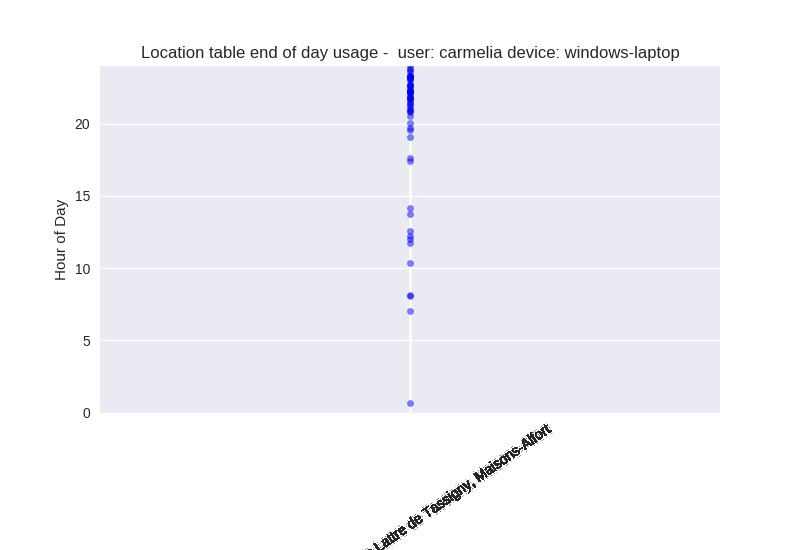 Location table end of day usage -  user: carmelia device: windows-laptop
Hour of Day
20
15
10
5
0
Lattre de Tassigny, Maisons-Alfort